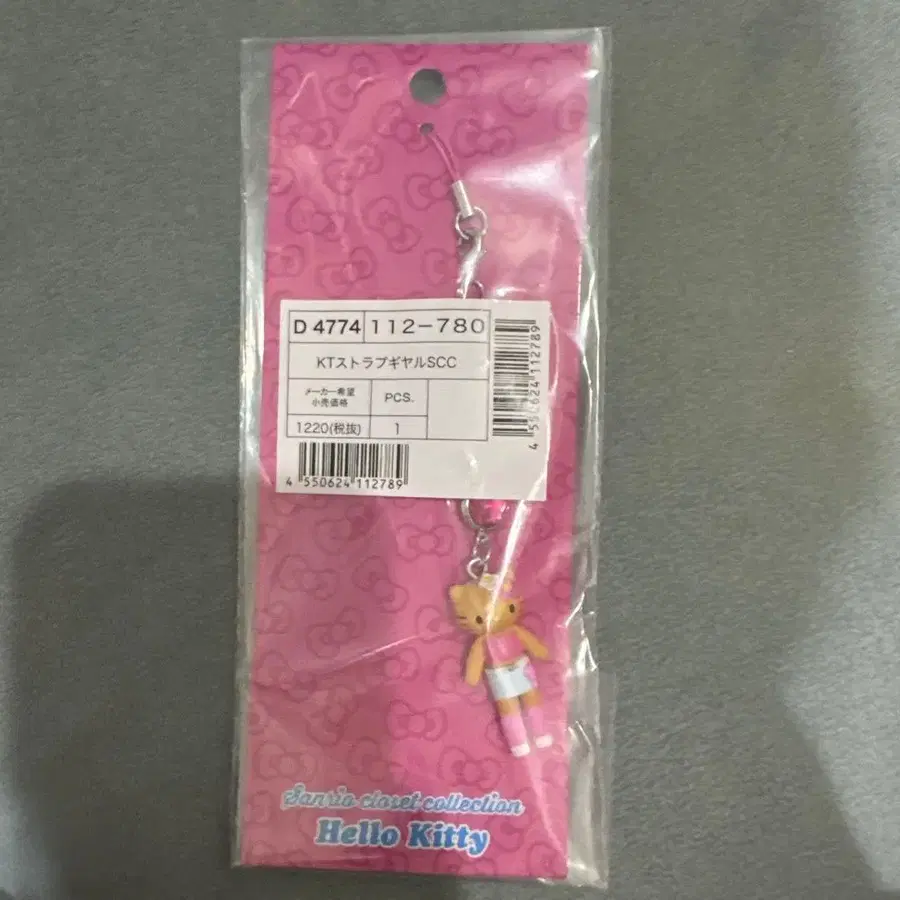 D 4774 112-780
KTストラプギヤルSCC
メーカー希望
小売価格
PCS.
1220(税抜) 1
4 550624 112789
4 550624 112789
Sanrio closet collection
Hello Kitty